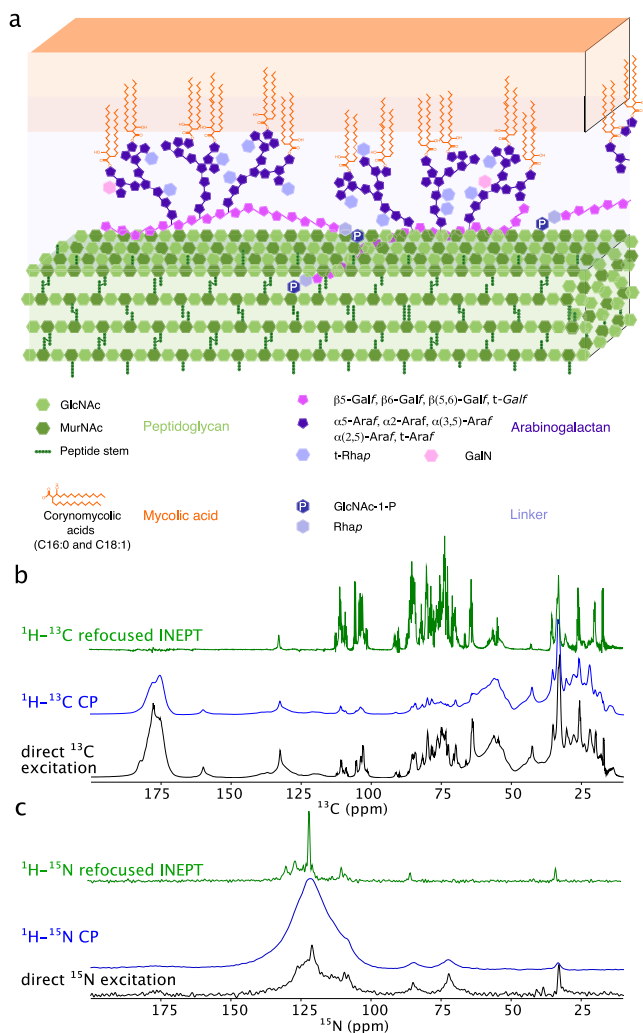 a
P
P
P
GlcNAc
MurNAc
Peptide stem
Peptidoglycan
β5-Galf, β6-Galf, β(5,6)-Galf, t-Galf
α5-Araf, α2-Araf, α(3,5)-Araf
α(2,5)-Araf, t-Araf
Arabinogalactan
t-Rhap
GalN
Corynomycolic
acids
(C16:0 and C18:1)
Mycolic acid
P
GlcNAc-1-P
Rhap
Linker
b
¹H–¹³C refocused INEPT
¹H–¹³C CP
direct ¹³C
excitation
175 150 125 100 75 50 25
¹³C (ppm)
c
¹H–¹⁵N refocused INEPT
¹H–¹⁵N CP
direct ¹⁵N excitation
175 150 125 100 75 50 25
¹⁵N (ppm)